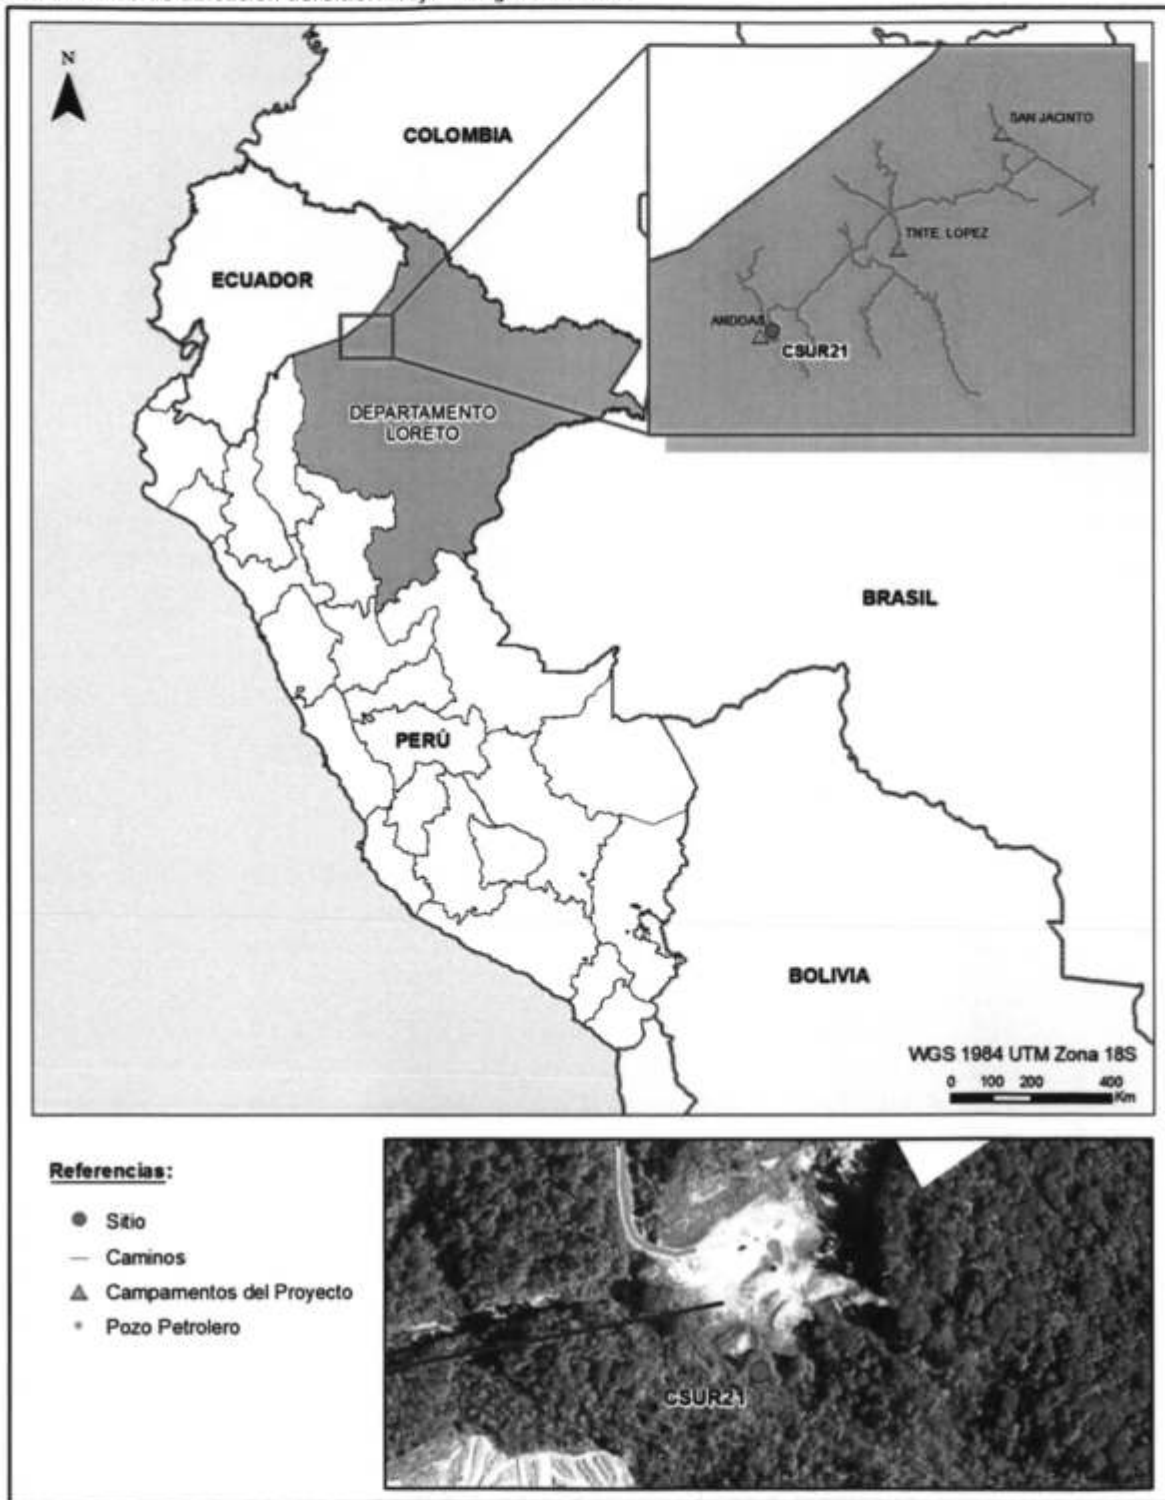 N
COLOMBIA
ECUADOR
SAN JACINTO
TNTE. LOPEZ
ANDOAS
CSUR21
DEPARTAMENTO
LORETO
BRASIL
PERÚ
BOLIVIA
WGS 1984 UTM Zona 18S
0 100 200 400
Km
Referencias:
Sitio
Caminos
Campamentos del Proyecto
Pozo Petrolero
CSUR21